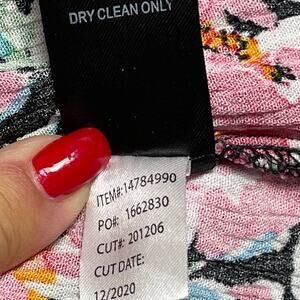 DRY CLEAN ONLY
ITEM#:14784990
PO#: 1662830
CUT#: 201206
CUT DATE:
12/2020